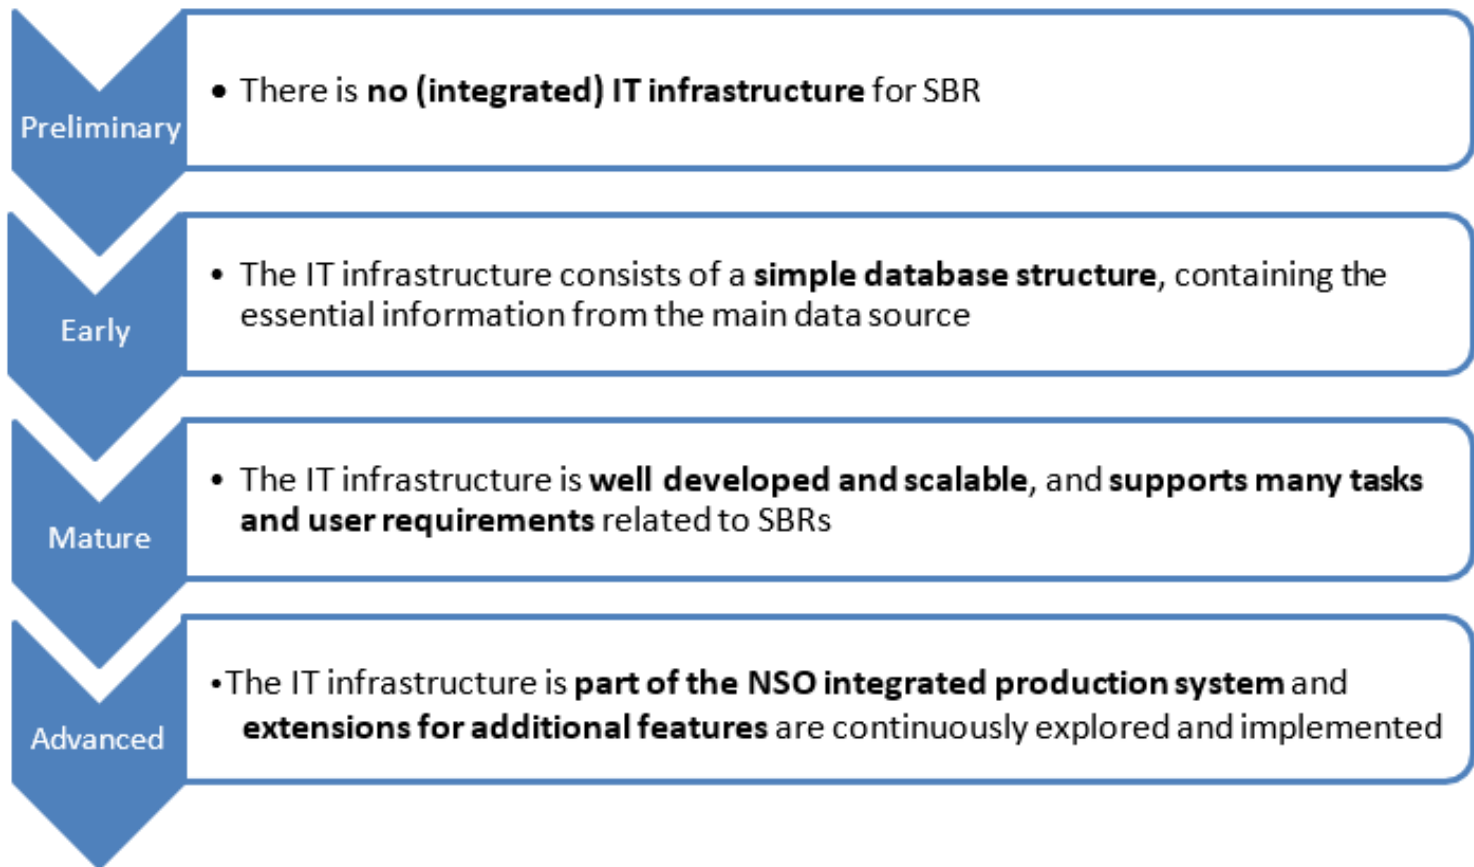 Preliminary
• There is no (integrated) IT infrastructure for SBR
Early
• The IT infrastructure consists of a simple database structure, containing the
essential information from the main data source
Mature
• The IT infrastructure is well developed and scalable, and supports many tasks
and user requirements related to SBRs
Advanced
•The IT infrastructure is part of the NSO integrated production system and
extensions for additional features are continuously explored and implemented